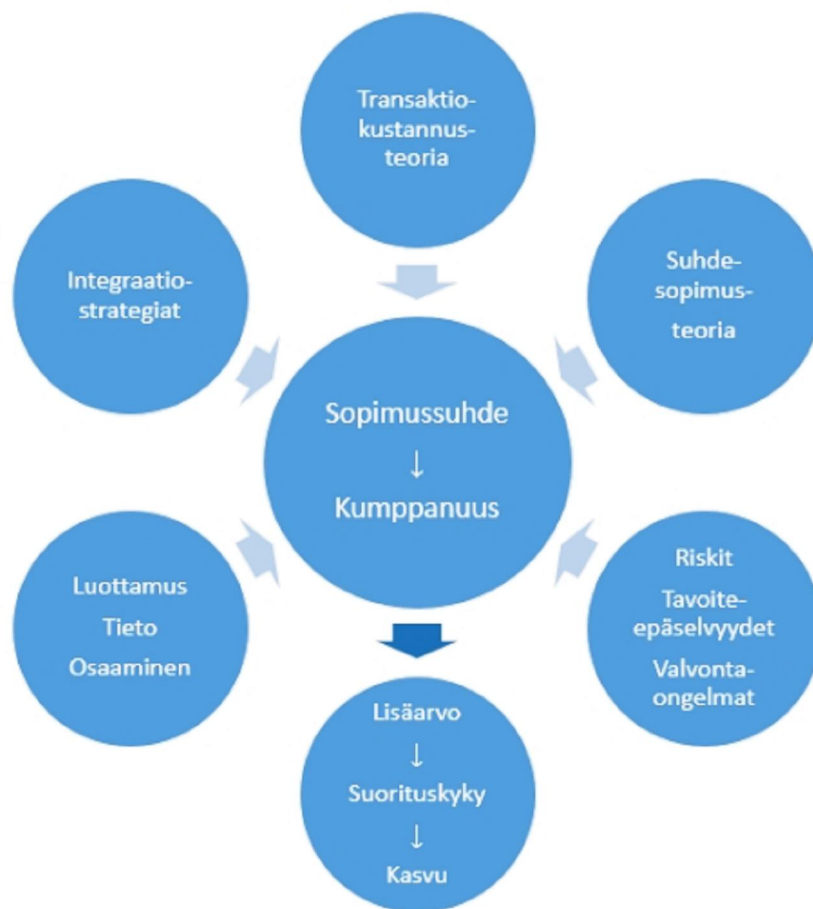 Transaktio-
kustannus-
teoria
Integraatio-
strategiat
Suhde-
sopimus-
teoria
Sopimussuhde
↓
Kumppanuus
Luottamus
Tieto
Osaaminen
Riskit
Tavoite-
epäselvyydet
Valvonta-
ongelmat
Lisäarvo
↓
Suorituskyky
↓
Kasvu